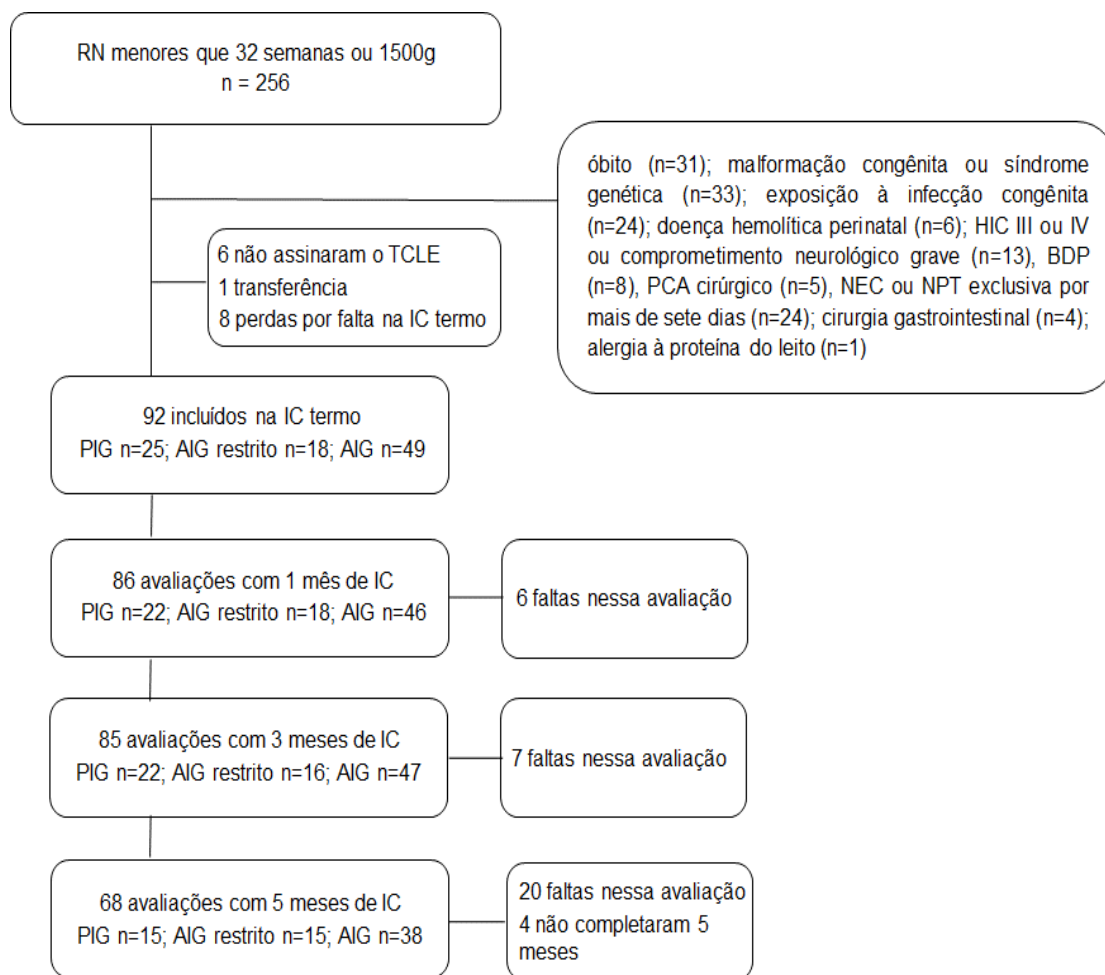 RN menores que 32 semanas ou 1500g
n = 256
óbito (n=31); malformação congênita ou síndrome
genética (n=33); exposição à infecção congênita
(n=24); doença hemolítica perinatal (n=6); HIC III ou IV
ou comprometimento neurológico grave (n=13), BDP
(n=8), PCA cirúrgico (n=5), NEC ou NPT exclusiva por
mais de sete dias (n=24); cirurgia gastrointestinal (n=4);
alergia à proteína do leito (n=1)
6 não assinaram o TCLE
1 transferência
8 perdas por falta na IC termo
92 incluídos na IC termo
PIG n=25; AIG restrito n=18; AIG n=49
86 avaliações com 1 mês de IC
PIG n=22; AIG restrito n=18; AIG n=46
6 faltas nessa avaliação
85 avaliações com 3 meses de IC
PIG n=22; AIG restrito n=16; AIG n=47
7 faltas nessa avaliação
68 avaliações com 5 meses de IC
PIG n=15; AIG restrito n=15; AIG n=38
20 faltas nessa avaliação
4 não completaram 5
meses